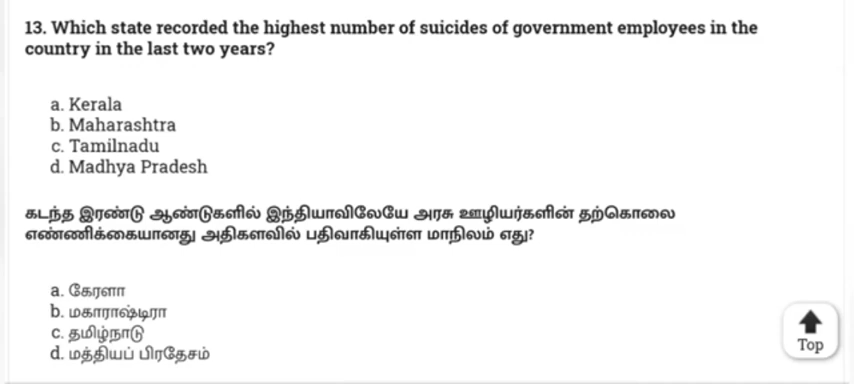 13. Which state recorded the highest number of suicides of government employees in the
country in the last two years?
a. Kerala
b. Maharashtra
c. Tamilnadu
d. Madhya Pradesh
கடந்த இரண்டு ஆண்டுகளில் இந்தியாவிலேயே அரசு ஊழியர்களின் தற்கொலை
எண்ணிக்கையானது அதிகளவில் பதிவாகியுள்ள மாநிலம் எது?
a. கேரளா
b. மகாராஷ்டிரா
c. தமிழ்நாடு
d. மத்தியப் பிரதேசம்
Top